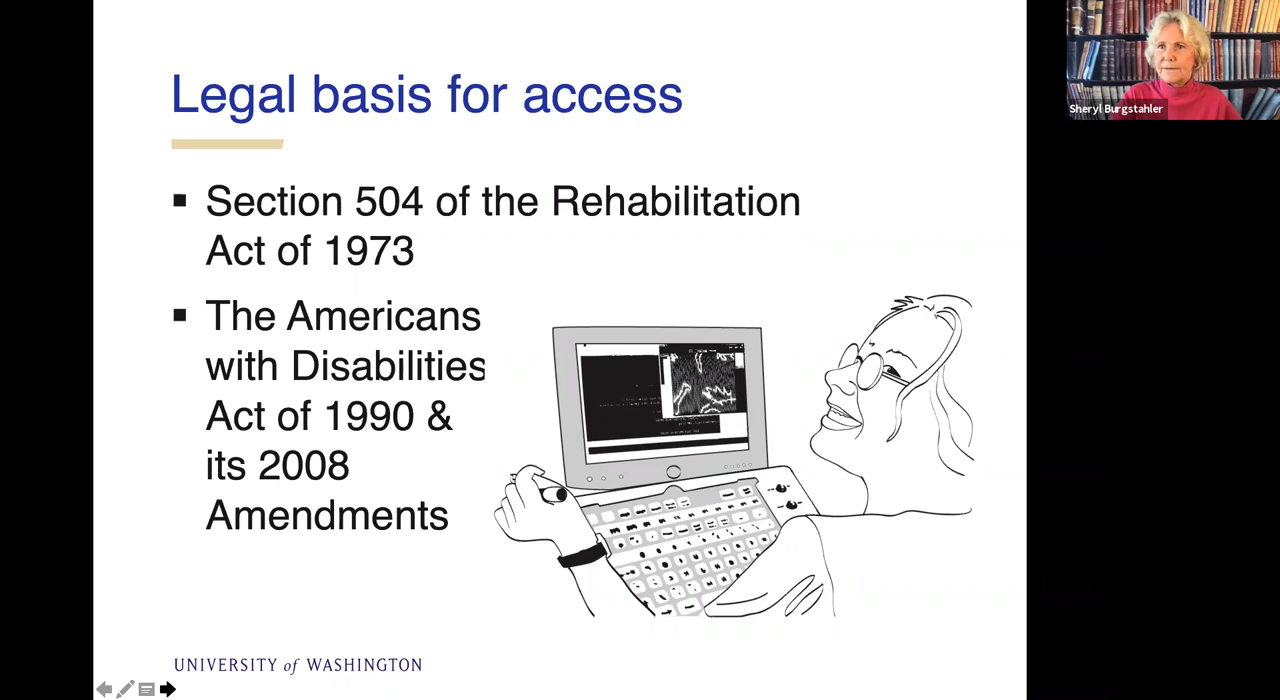 Legal basis for access
▪ Section 504 of the Rehabilitation
Act of 1973
▪ The Americans
with Disabilities
Act of 1990 &
its 2008
Amendments
UNIVERSITY of WASHINGTON
Sheryl Burgstahler